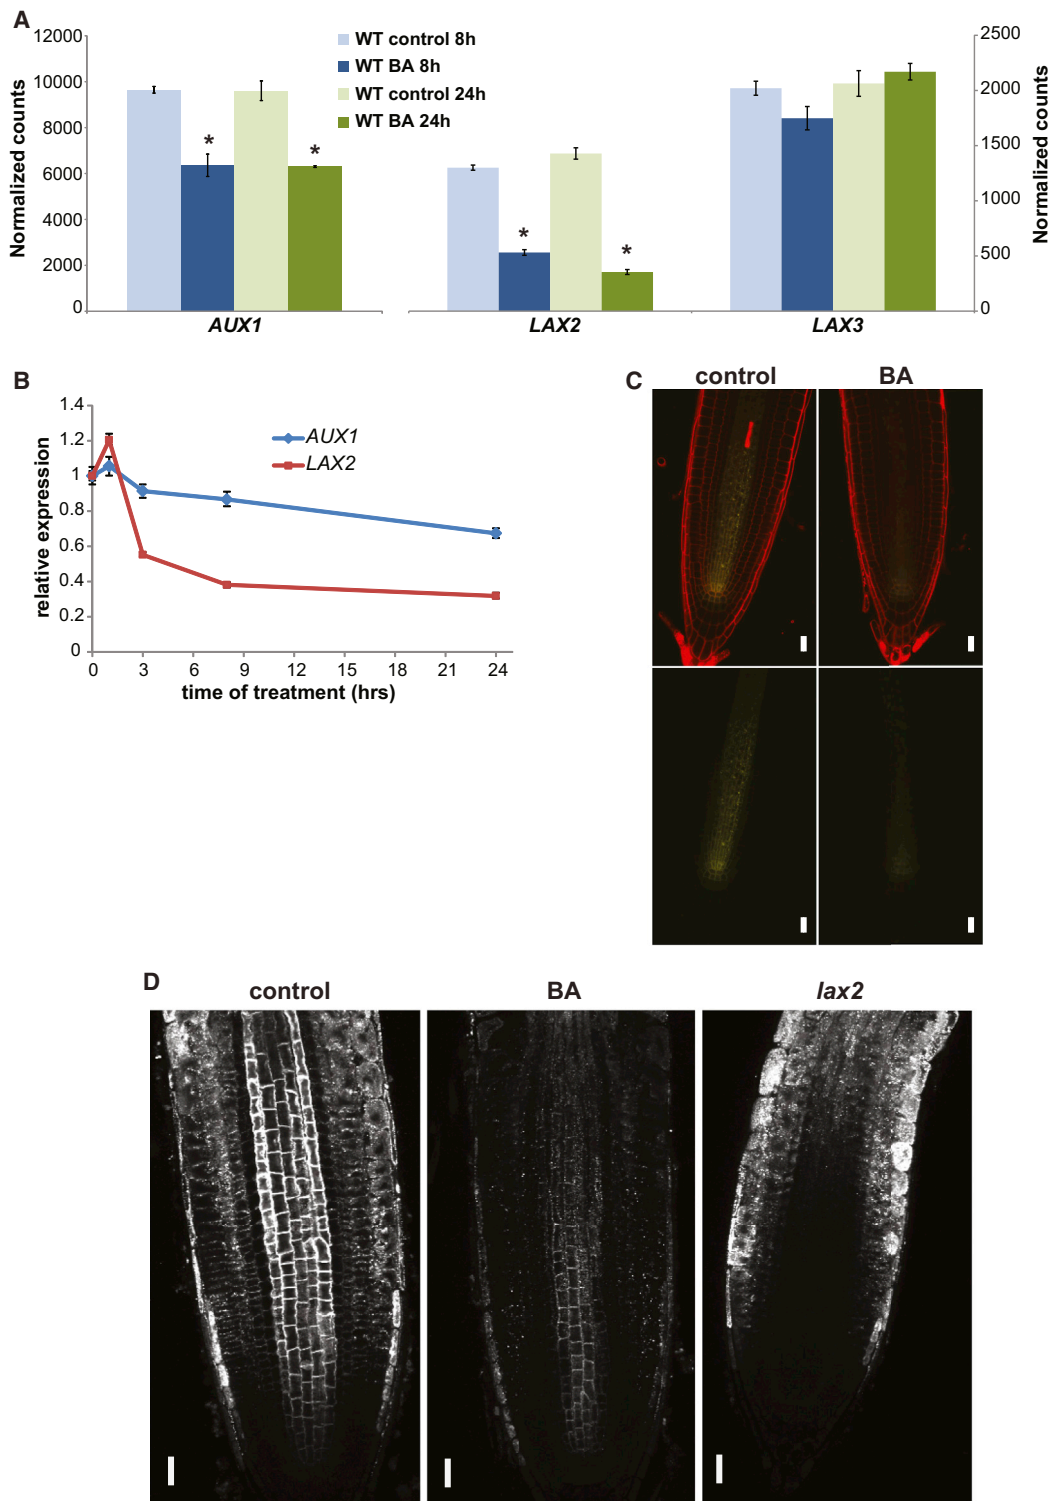 A
12000
10000
8000
6000
4000
2000
0
Normalized counts
WT control 8h
WT BA 8h
WT control 24h
WT BA 24h
2500
2000
1500
1000
500
0
Normalized counts
*
*
*
*
AUX1
LAX2
LAX3
B
1.4
1.2
1
0.8
0.6
0.4
0.2
0
relative expression
AUX1
LAX2
0 3 6 9 12 15 18 21 24
time of treatment (hrs)
C
control
BA
D
control
BA
lax2